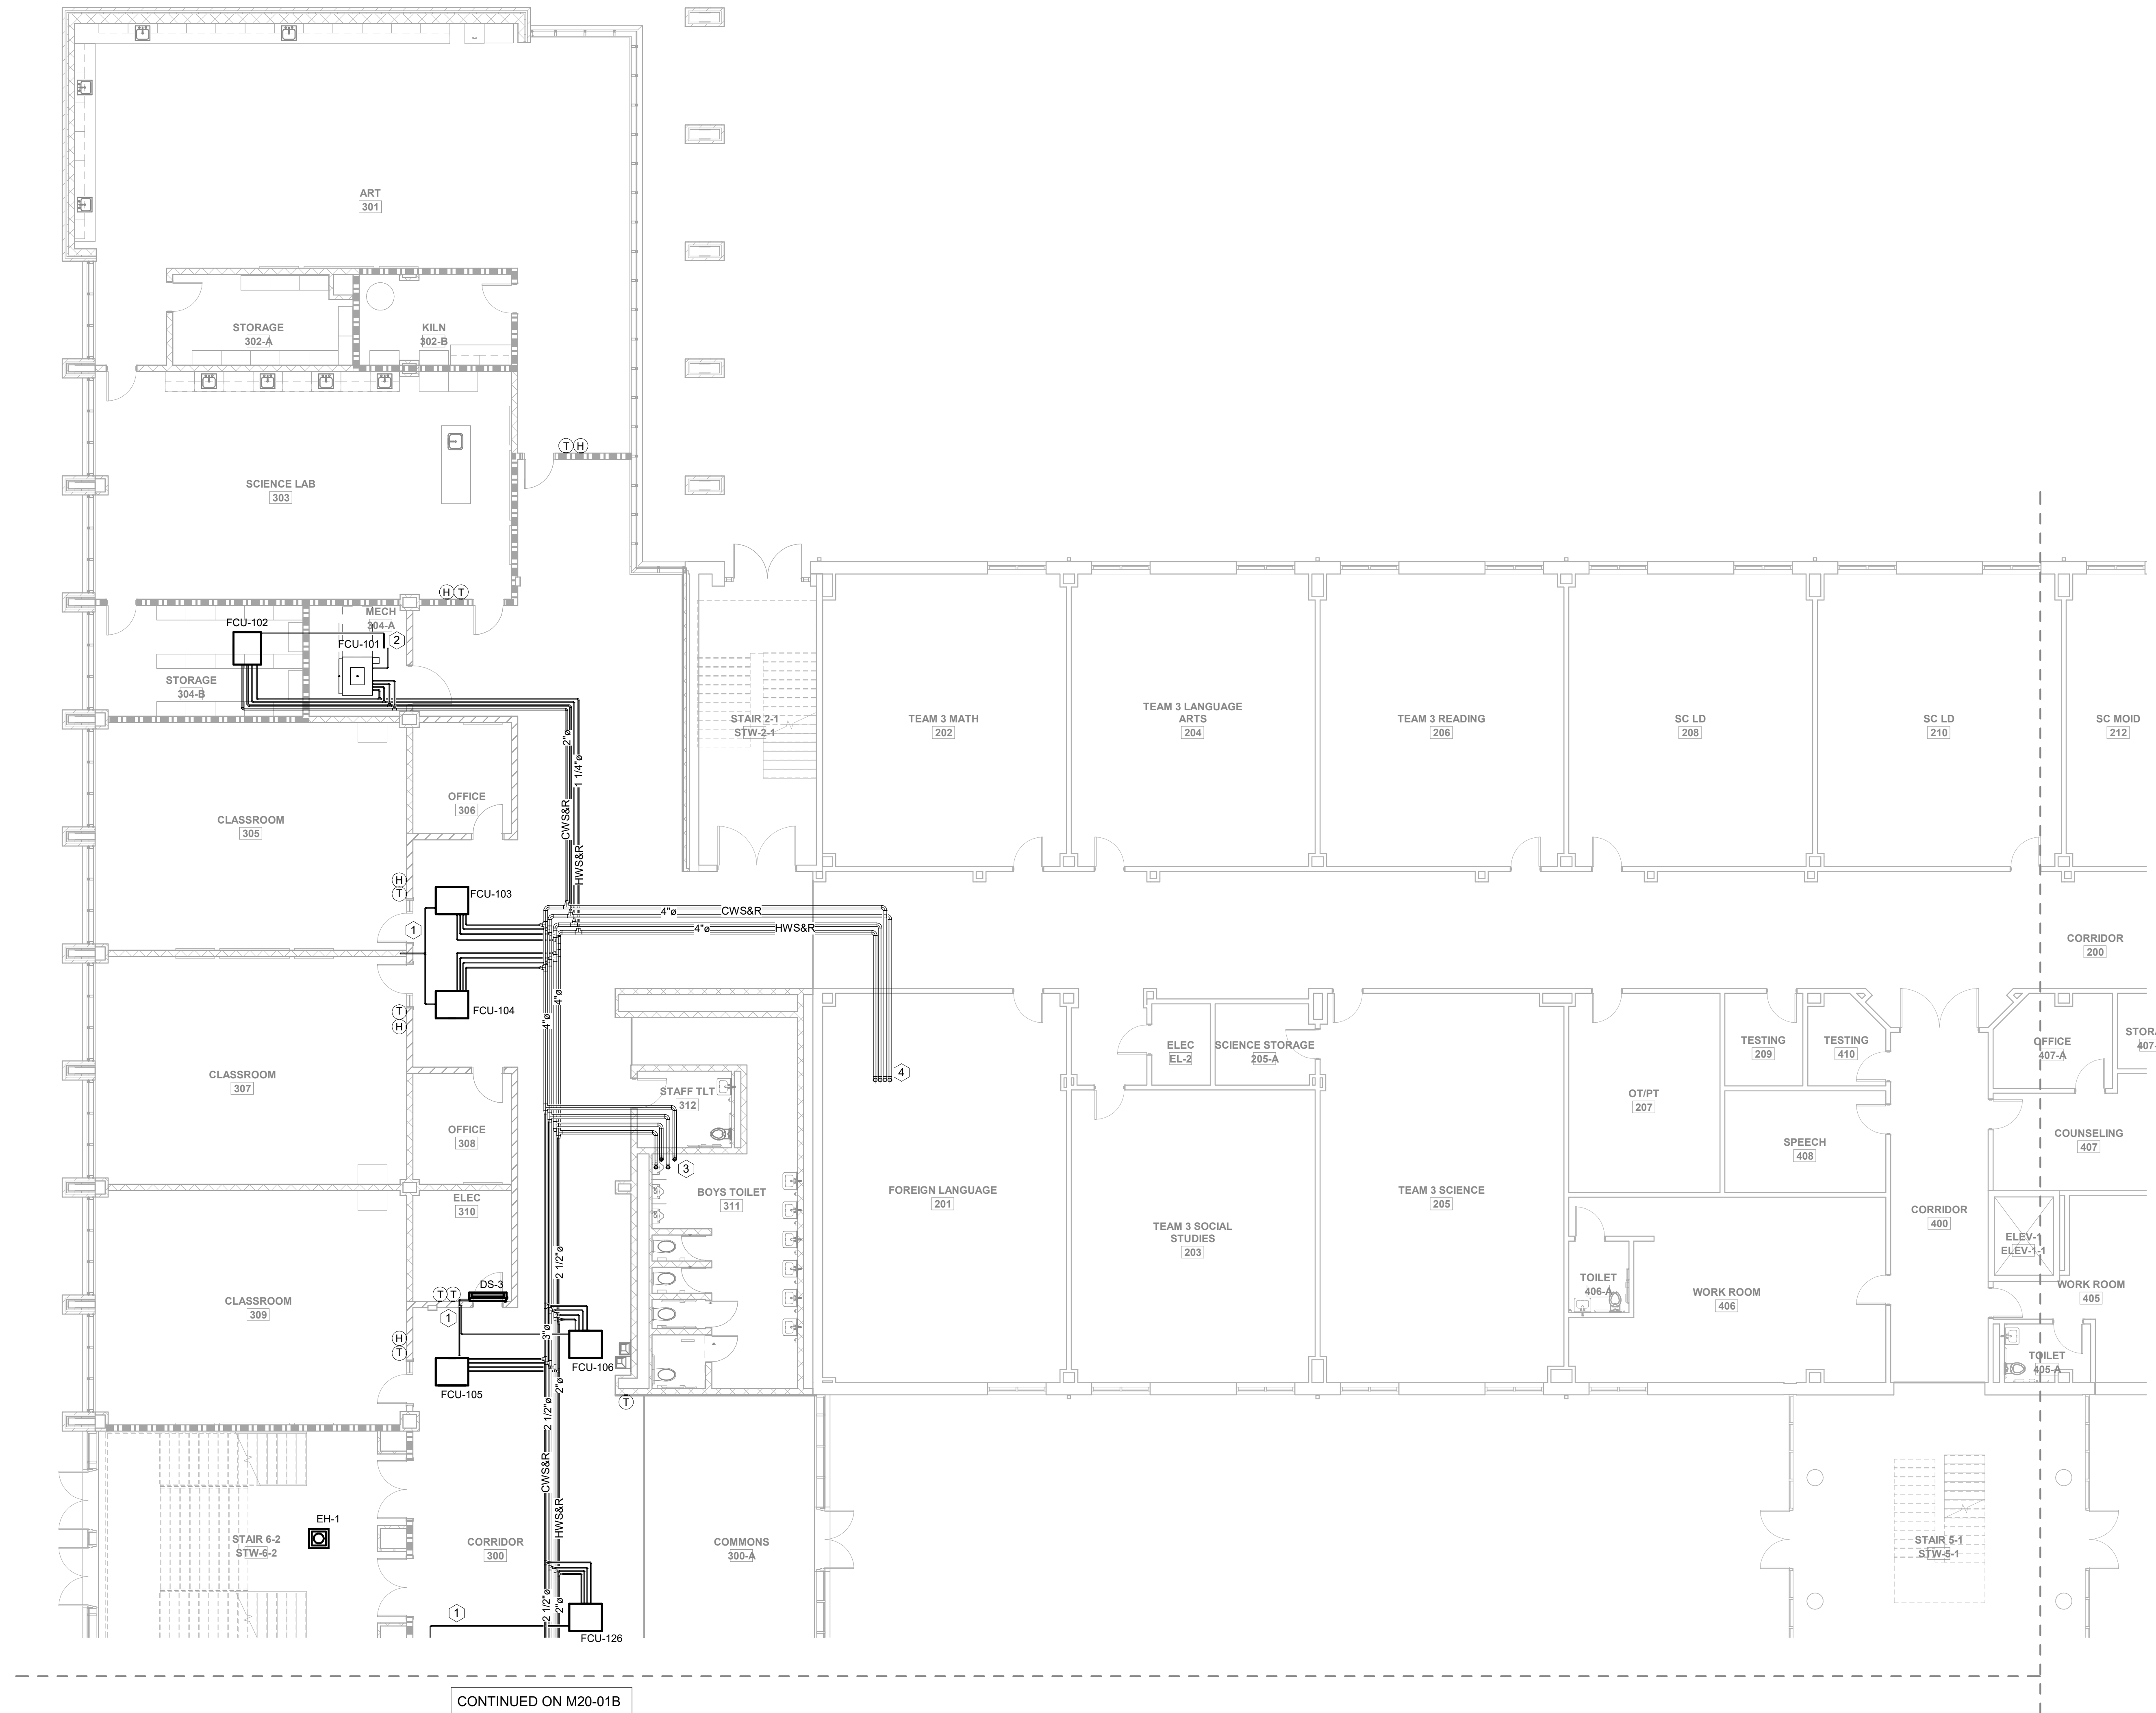 ART
301
STORAGE
302-A
KILN
302-B
T H
SCIENCE LAB
303
H T
MECH
304-A
FCU-102
2
FCU-101
STORAGE
304-B
STAIR 2-1
STW-2-1
TEAM 3 MATH
202
TEAM 3 LANGUAGE
ARTS
204
TEAM 3 READING
206
SC LD
208
SC LD
210
SC MOID
212
2"ø
1 1/4"ø
CWS&R
HWS&R
OFFICE
306
CLASSROOM
305
H
T
FCU-103
1
4"ø CWS&R
4"ø HWS&R
CORRIDOR
200
FCU-104
T
H
4"ø
4"ø
CLASSROOM
307
OFFICE
308
STAFF TLT
312
3
4
ELEC
EL-2
SCIENCE STORAGE
205-A
OT/PT
207
TESTING
209
TESTING
410
OFFICE
407-A
SPEECH
408
COUNSELING
407
ELEC
310
BOYS TOILET
311
FOREIGN LANGUAGE
201
TEAM 3 SOCIAL
STUDIES
203
TEAM 3 SCIENCE
205
CORRIDOR
400
ELEV-1
ELEV-1-1
TOILET
406-A
WORK ROOM
406
WORK ROOM
405
TOILET
405-A
2 1/2"ø
DS-3
T T
1
CLASSROOM
309
H
T
3"ø
FCU-106
FCU-105
2"ø
2 1/2"ø
T
CWS&R
HWS&R
EH-1
STAIR 6-2
STW-6-2
CORRIDOR
300
COMMONS
300-A
STAIR 5-1
STW-5-1
2 1/2"ø
2"ø
1
FCU-126
CONTINUED ON M20-01B